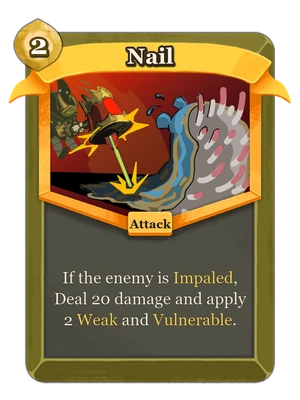 2
Nail
Attack
If the enemy is Impaled,
Deal 20 damage and apply
2 Weak and Vulnerable.